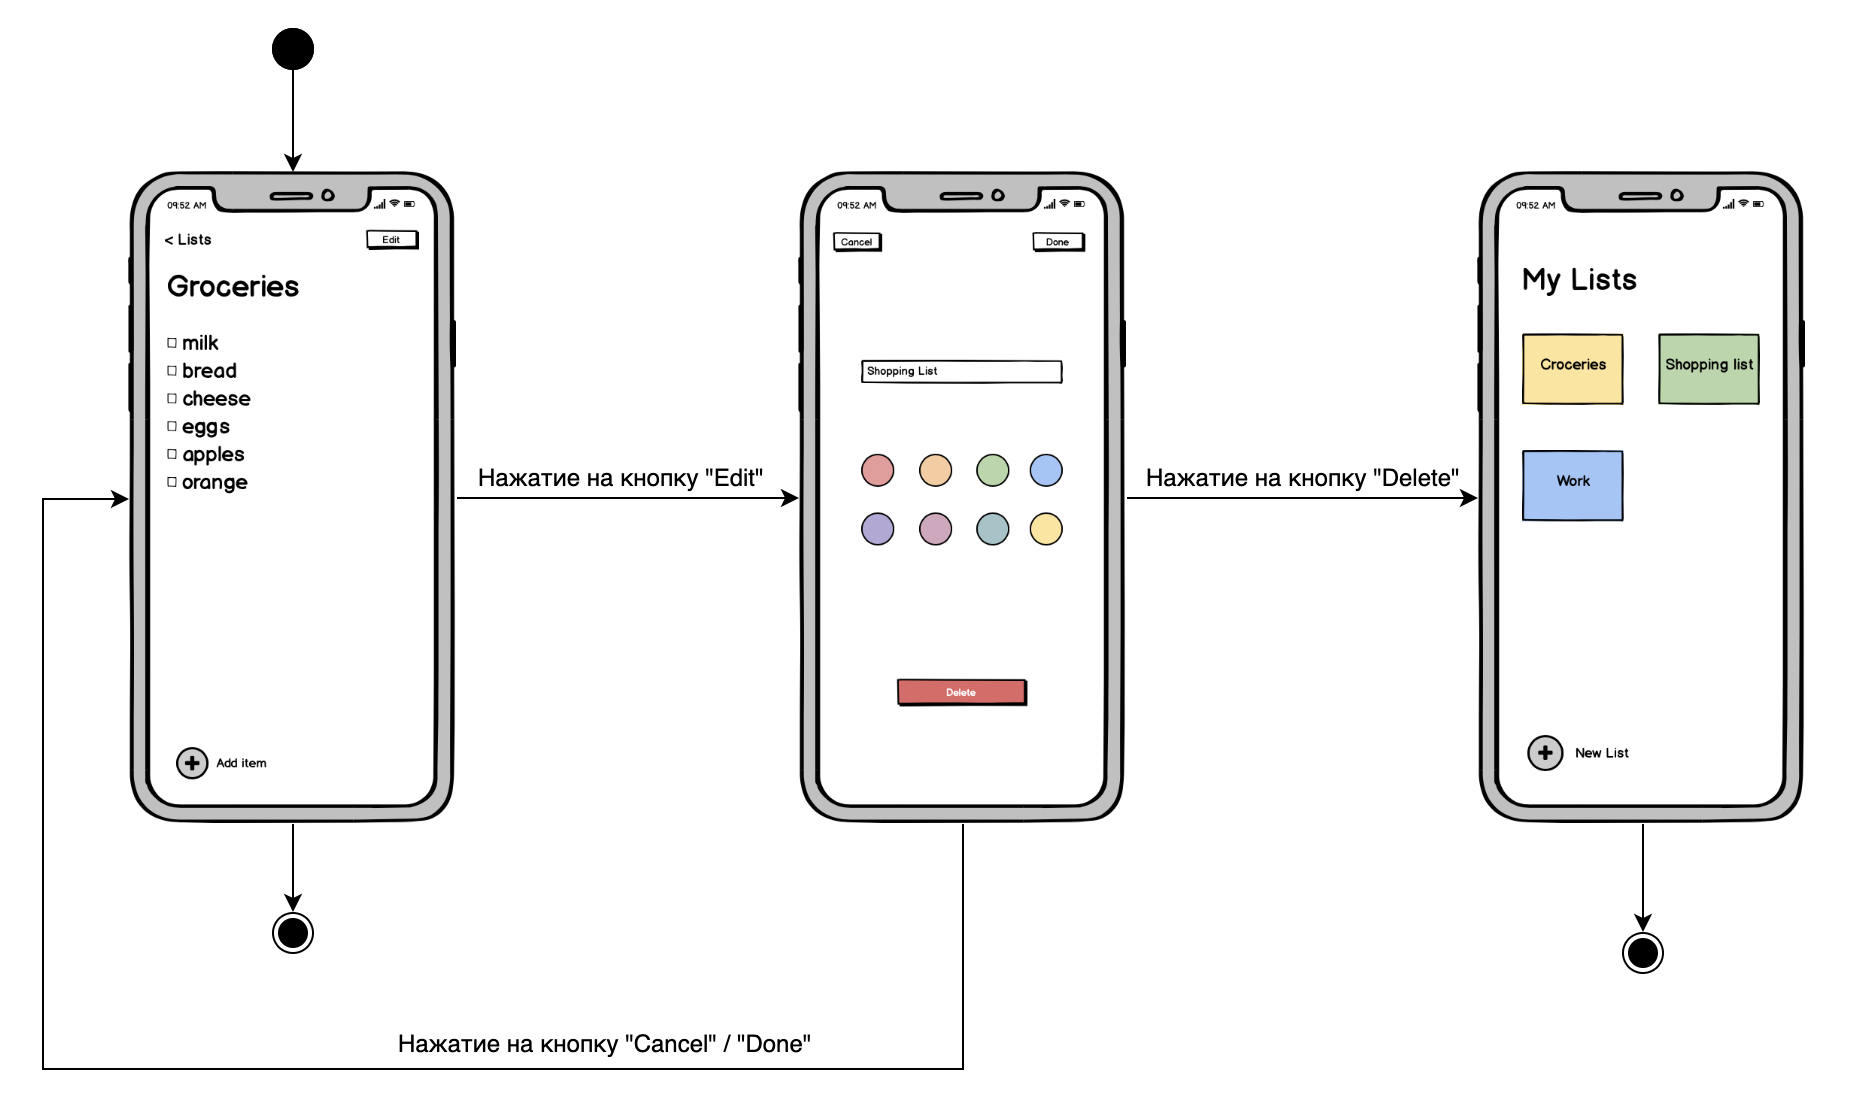 09:52 AM
< Lists
Edit
Groceries
milk
bread
cheese
eggs
apples
orange
Add item
Нажатие на кнопку "Edit"
09:52 AM
Cancel
Done
Shopping List
Delete
Нажатие на кнопку "Delete"
09:52 AM
My Lists
Groceries
Shopping list
Work
New List
Нажатие на кнопку "Cancel" / "Done"